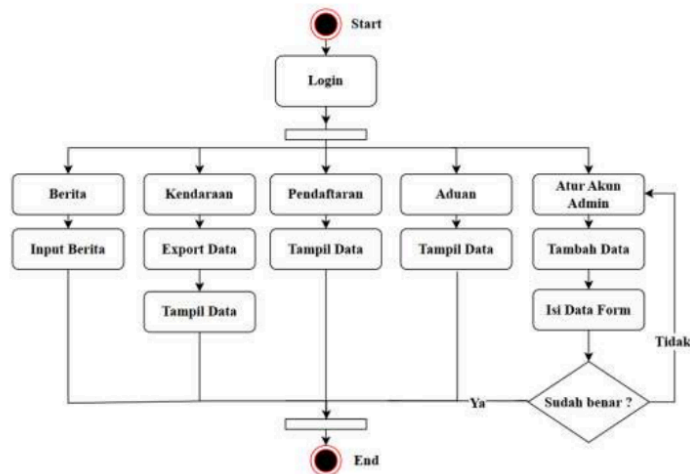 Start
Login
Berita
Kendaraan
Pendaftaran
Aduan
Atur Akun
Admin
Input Berita
Export Data
Tampil Data
Tampil Data
Tambah Data
Tampil Data
Isi Data Form
Tidak
Ya
Sudah benar ?
End